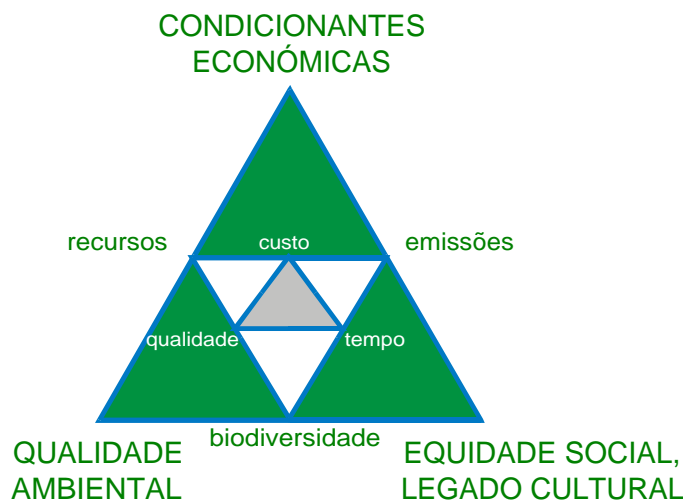 CONDICIONANTES
ECONÓMICAS
recursos
custo
emissões
qualidade
tempo
biodiversidade
QUALIDADE
AMBIENTAL
EQUIDADE SOCIAL,
LEGADO CULTURAL